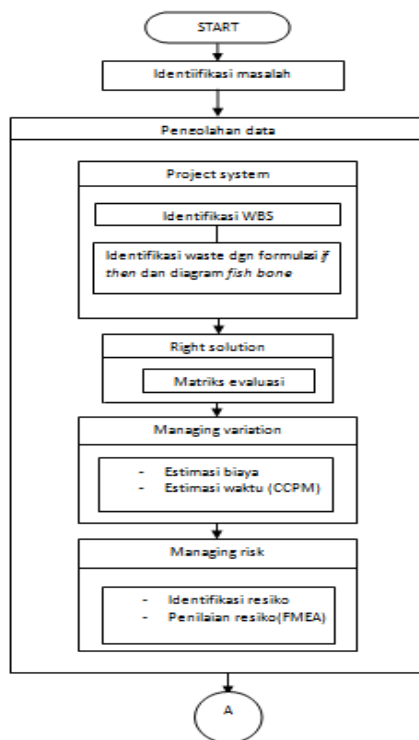 START
Identiifikasi masalah
Pengolahan data
Project system
Identifikasi WBS
Identifikasi waste dgn formulasi if
then dan diagram fish bone
Right solution
Matriks evaluasi
Managing variation
- Estimasi biaya
- Estimasi waktu (CCPM)
Managing risk
- Identifikasi resiko
- Penilaian resiko(FMEA)
A